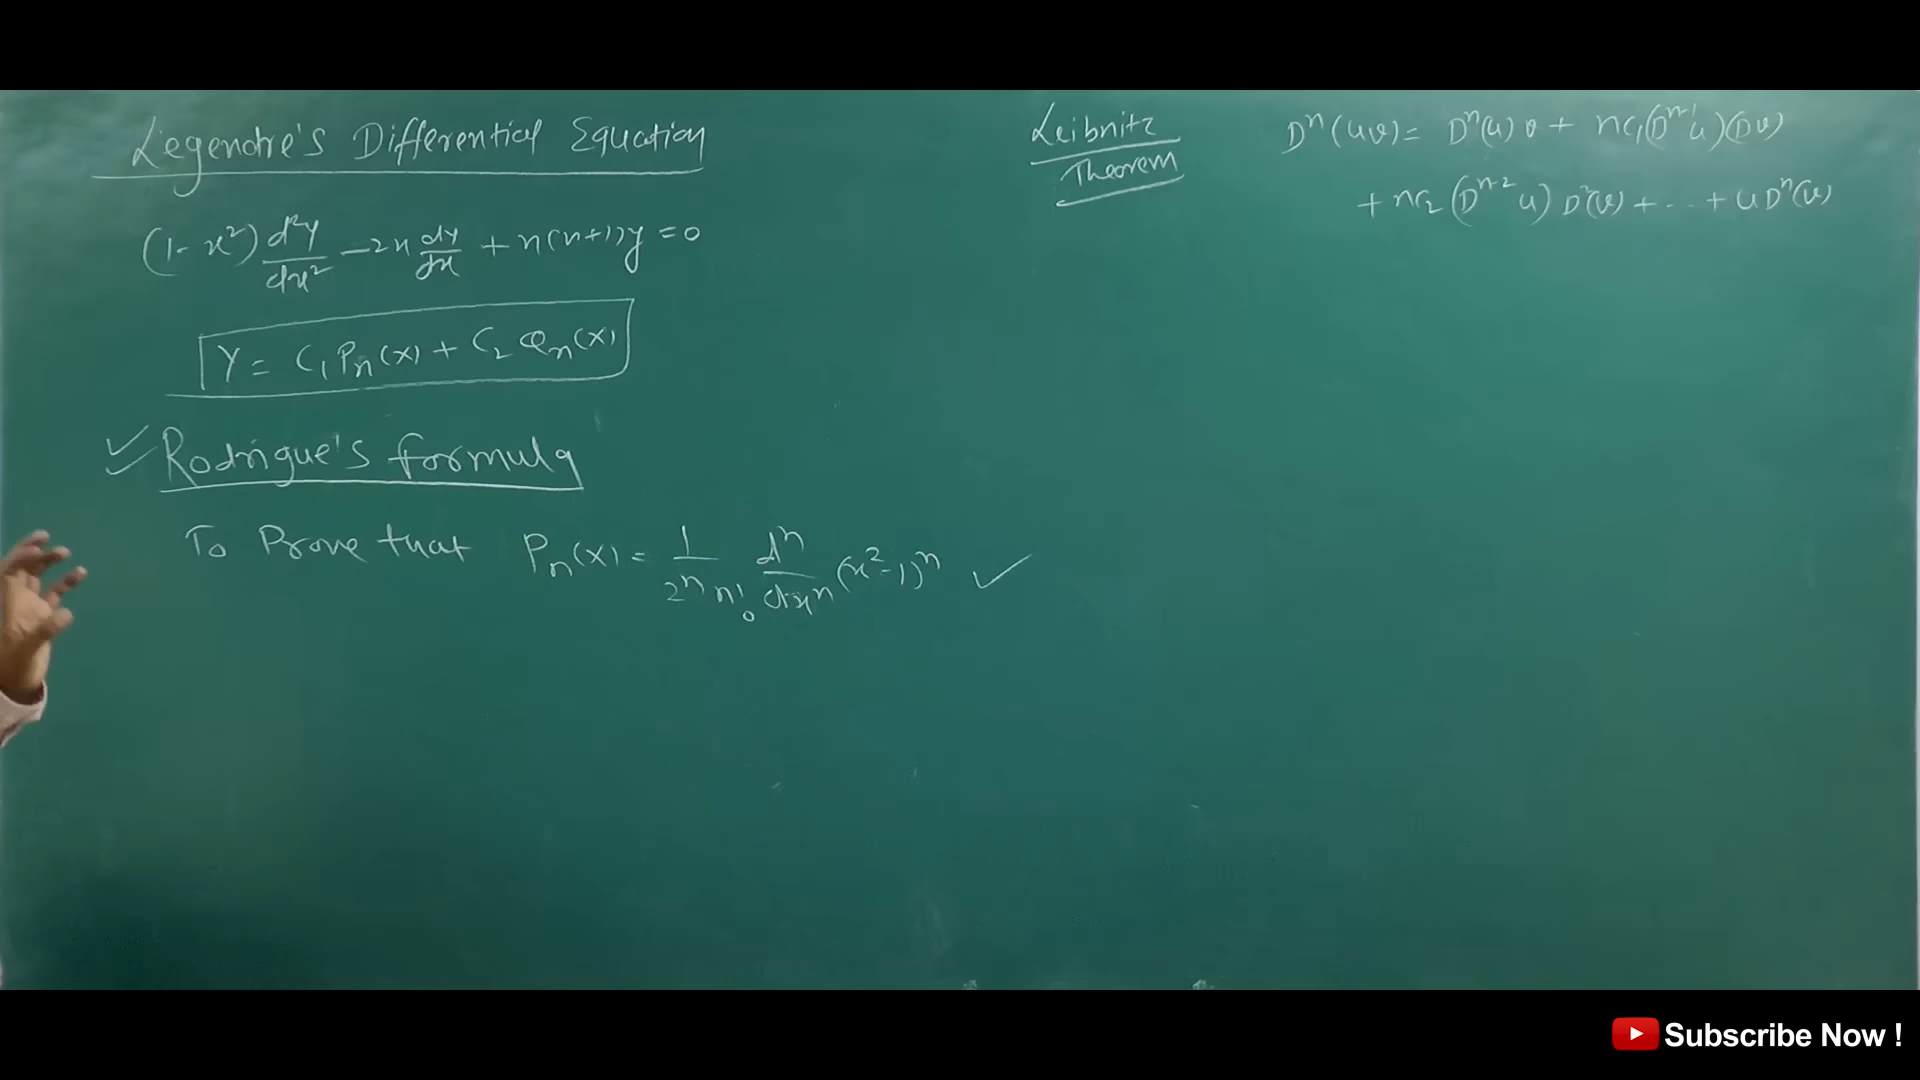 Legendre's Differential Equation
(1-x²) d²y/dx² - 2x dy/dx + n(n+1)y = 0
Y = C₁Pₙ(x) + C₂Qₙ(x)
Rodrigue's formula
To Prove that Pₙ(x) = 1/(2ⁿ n!) dⁿ/dxⁿ (x²-1)ⁿ
Leibnitz
Theorem
Dⁿ(uv) = Dⁿ(u)v + nc₁(Dⁿ⁻¹u)(Dv)
+ nc₂(Dⁿ⁻²u)D²(v) + ... + uDⁿ(v)
Subscribe Now !